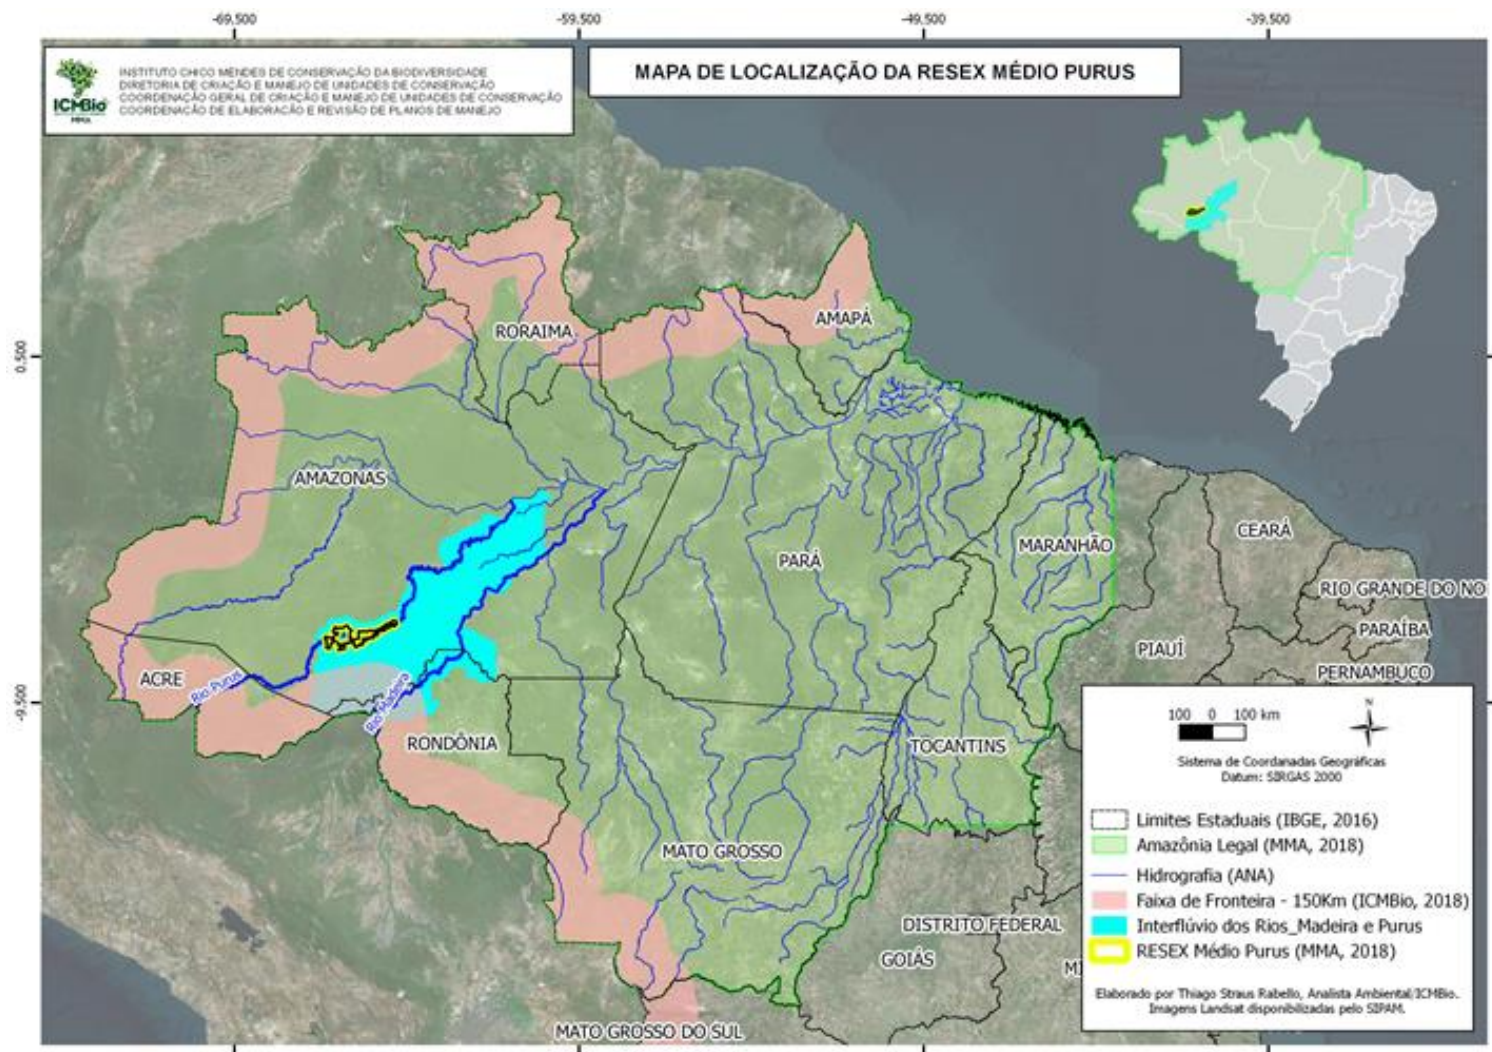 -69.500
-59.500
-49.500
-39.500
ICMBio
MMA
INSTITUTO CHICO MENDES DE CONSERVAÇÃO DA BIODIVERSIDADE
DIRETORIA DE CRIAÇÃO E MANEJO DE UNIDADES DE CONSERVAÇÃO
COORDENAÇÃO GERAL DE CRIAÇÃO E MANEJO DE UNIDADES DE CONSERVAÇÃO
COORDENAÇÃO DE ELABORAÇÃO E REVISÃO DE PLANOS DE MANEJO
MAPA DE LOCALIZAÇÃO DA RESEX MÉDIO PURUS
0.500
RORAIMA
AMAPÁ
AMAZONAS
PARÁ
MARANHÃO
CEARÁ
RIO GRANDE DO NO
PARAÍBA
PIAUÍ
PERNAMBUCO
ACRE
Rio Purus
Rio Madeira
-9.500
RONDÔNIA
TOCANTINS
MATO GROSSO
DISTRITO FEDERAL
GOIÁS
MI
MATO GROSSO DO SUL
N
100 0 100 km
Sistema de Coordanadas Geográficas
Datum: SIRGAS 2000
Limites Estaduais (IBGE, 2016)
Amazônia Legal (MMA, 2018)
Hidrografia (ANA)
Faixa de Fronteira - 150Km (ICMBio, 2018)
Interflúvio dos Rios_Madeira e Purus
RESEX Médio Purus (MMA, 2018)
Elaborado por Thiago Straus Rabello, Analista Ambiental/ICMBio.
Imagens Landsat disponibilizadas pelo SIPAM.